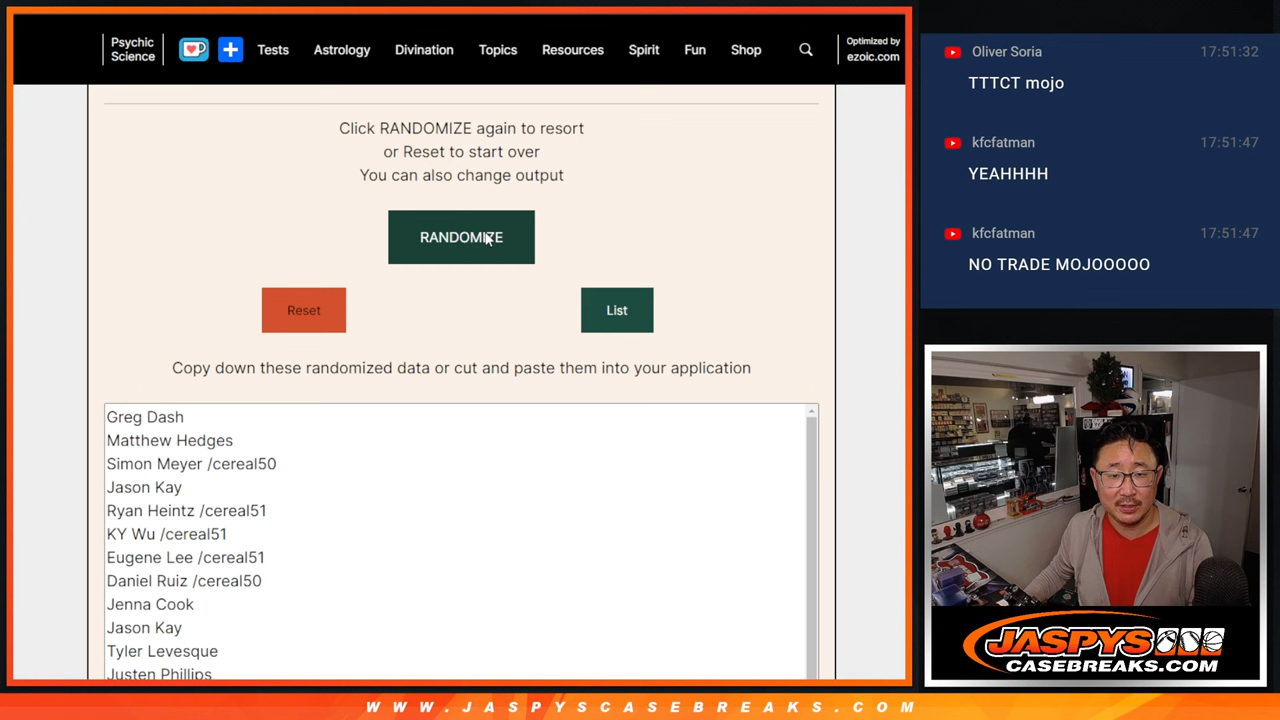 Psychic
Science
Tests
Astrology
Divination
Topics
Resources
Spirit
Fun
Shop
Optimized by
ezoic.com
Click RANDOMIZE again to resort
or Reset to start over
You can also change output
RANDOMIZE
Reset
List
Copy down these randomized data or cut and paste them into your application
Greg Dash
Matthew Hedges
Simon Meyer /cereal50
Jason Kay
Ryan Heintz /cereal51
KY Wu /cereal51
Eugene Lee /cereal51
Daniel Ruiz /cereal50
Jenna Cook
Jason Kay
Tyler Levesque
Justen Phillips
Oliver Soria 17:51:32
TTTCT mojo
kfcfatman 17:51:47
YEAHHHH
kfcfatman 17:51:47
NO TRADE MOJOOOOO
JASPYS
CASEBREAKS.COM
WWW.JASPYSCASEBREAKS.COM